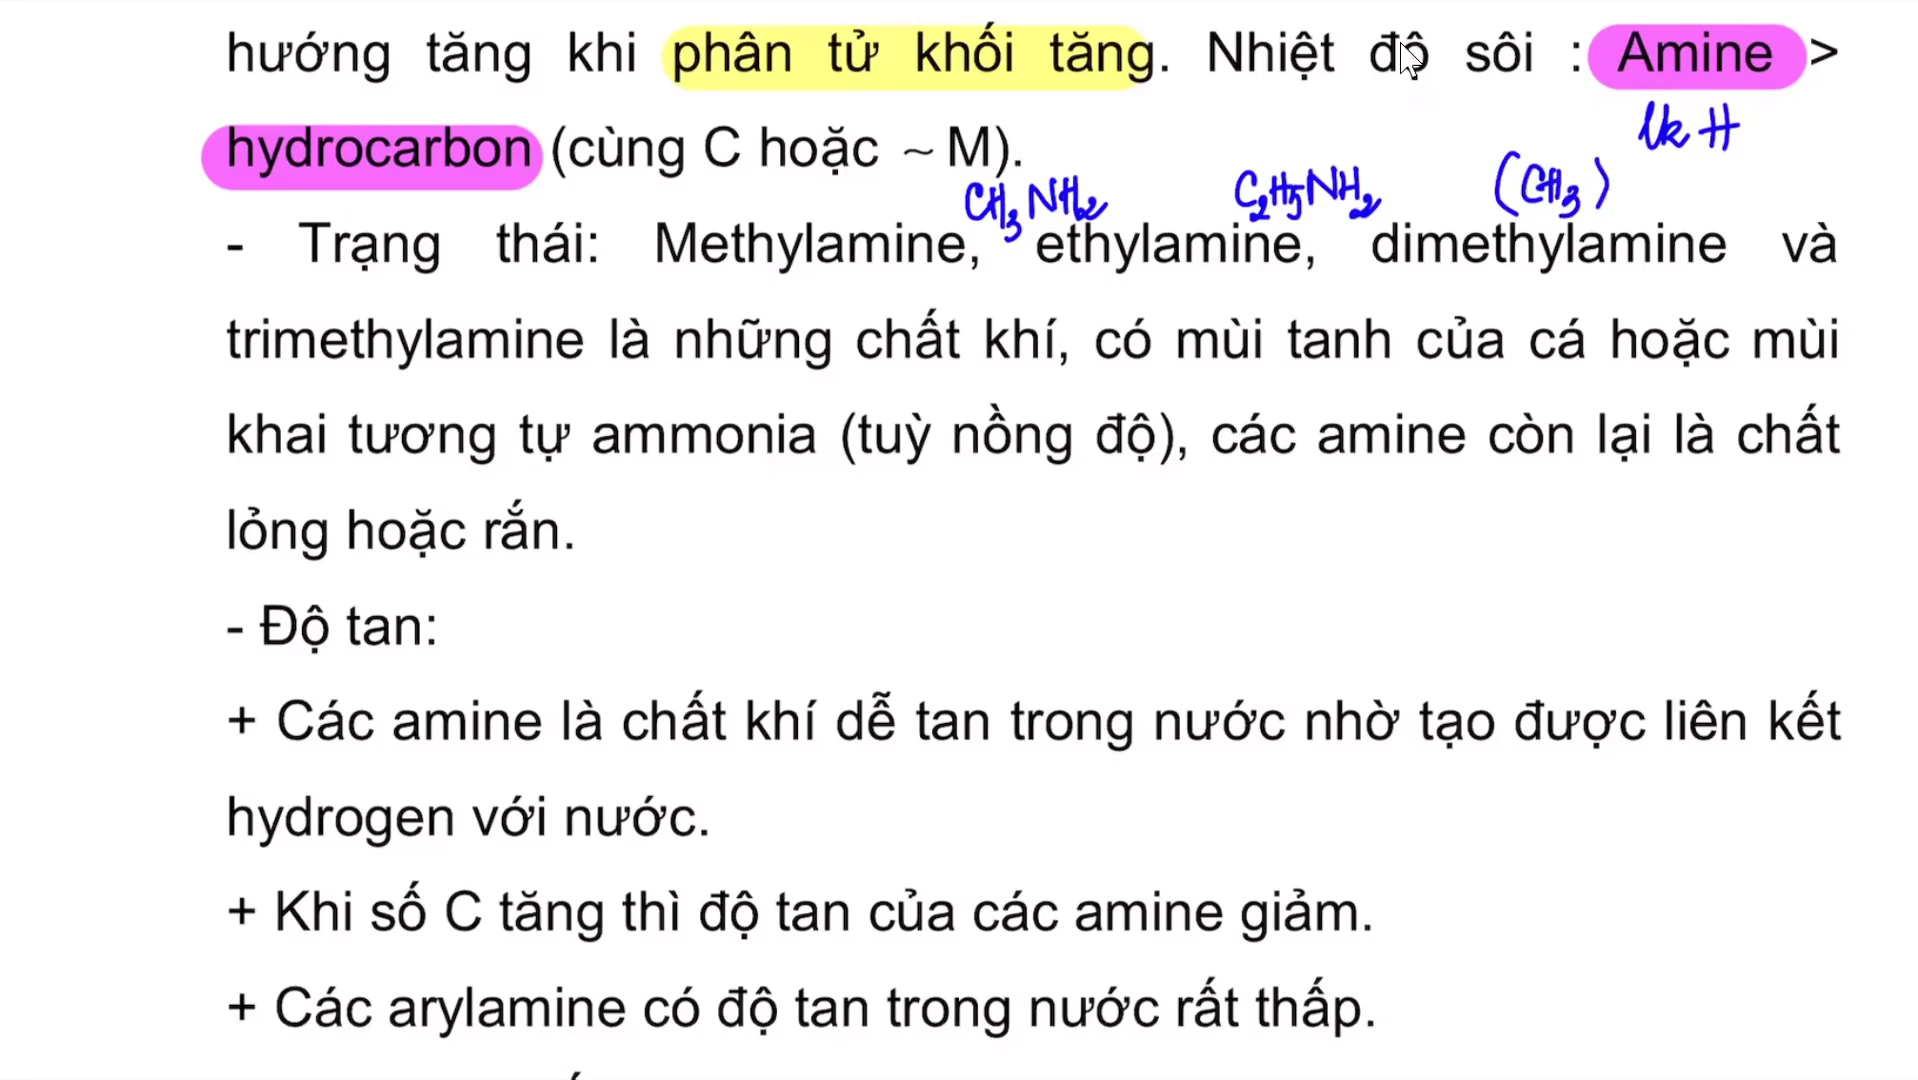 hướng tăng khi phân tử khối tăng. Nhiệt độ sôi : Amine >
lk H
hydrocarbon (cùng C hoặc ~ M).
CH3NH2 C2H5NH2 (CH3)
- Trạng thái: Methylamine, ethylamine, dimethylamine và
trimethylamine là những chất khí, có mùi tanh của cá hoặc mùi
khai tương tự ammonia (tuỳ nồng độ), các amine còn lại là chất
lỏng hoặc rắn.
- Độ tan:
+ Các amine là chất khí dễ tan trong nước nhờ tạo được liên kết
hydrogen với nước.
+ Khi số C tăng thì độ tan của các amine giảm.
+ Các arylamine có độ tan trong nước rất thấp.